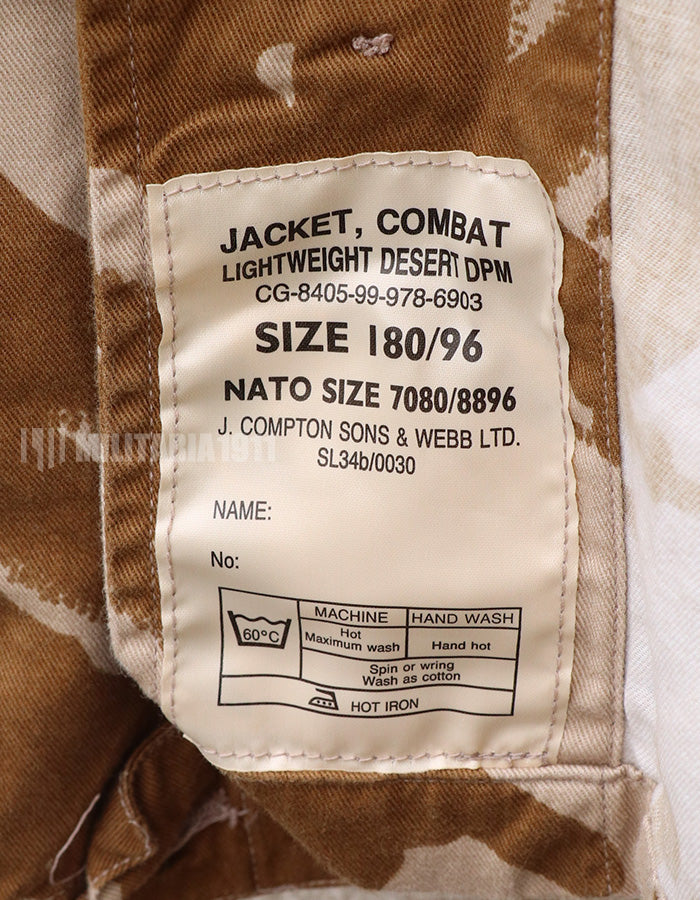 JACKET, COMBAT
LIGHTWEIGHT DESERT DPM
CG-8405-99-978-6903
SIZE 180/96
NATO SIZE 7080/8896
J. COMPTON SONS & WEBB LTD.
SL34b/0030
MILITARIA1911
NAME:
No:
60°C
MACHINE
HAND WASH
Hot
Maximum wash
Hand hot
Spin or wring
Wash as cotton
HOT IRON